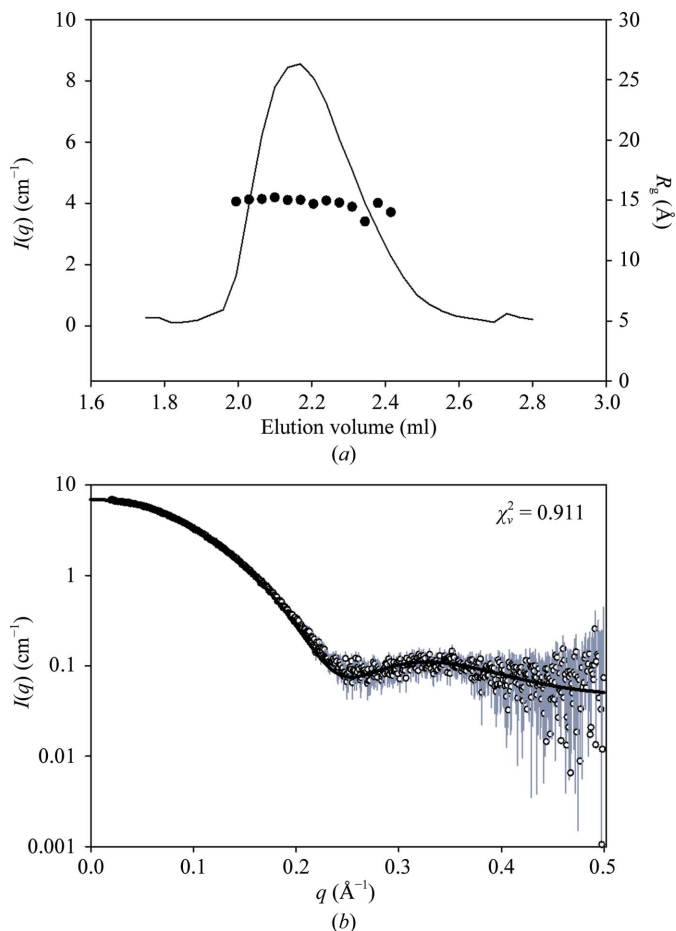 10
8
6
4
2
0
I(q) (cm⁻¹)
30
25
20
15
10
5
0
R_g (Å)
1.6 1.8 2.0 2.2 2.4 2.6 2.8 3.0
Elution volume (ml)
(a)
10
1
0.1
0.01
0.001
I(q) (cm⁻¹)
χ²_ν = 0.911
0.0 0.1 0.2 0.3 0.4 0.5
q (Å⁻¹)
(b)